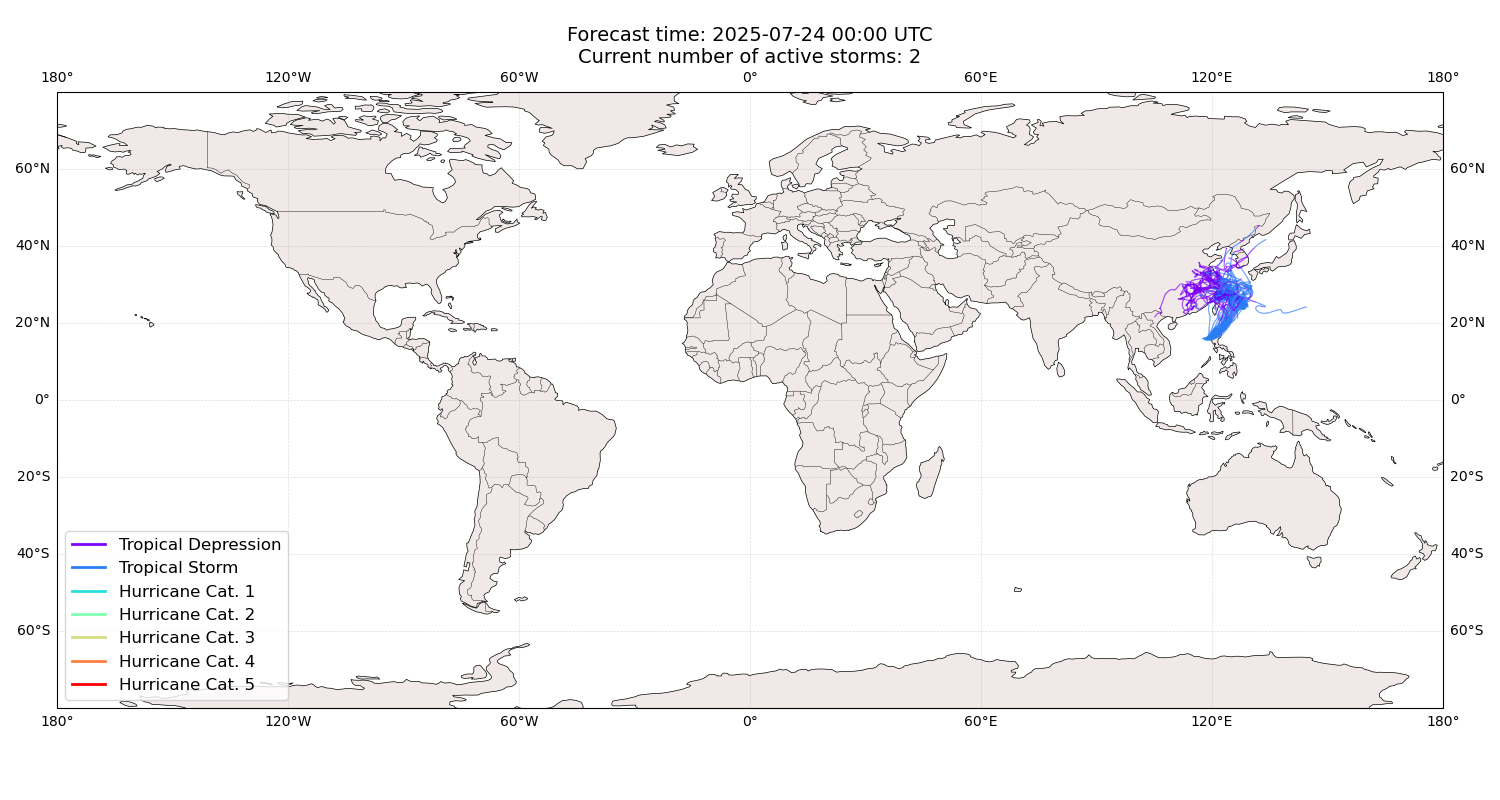 Forecast time: 2025-07-24 00:00 UTC
Current number of active storms: 2
180° 120°W 60°W 0° 60°E 120°E 180°
60°N 60°N
40°N 40°N
20°N 20°N
0° 0°
20°S 20°S
40°S 40°S
60°S 60°S
Tropical Depression
Tropical Storm
Hurricane Cat. 1
Hurricane Cat. 2
Hurricane Cat. 3
Hurricane Cat. 4
Hurricane Cat. 5
180° 120°W 60°W 0° 60°E 120°E 180°